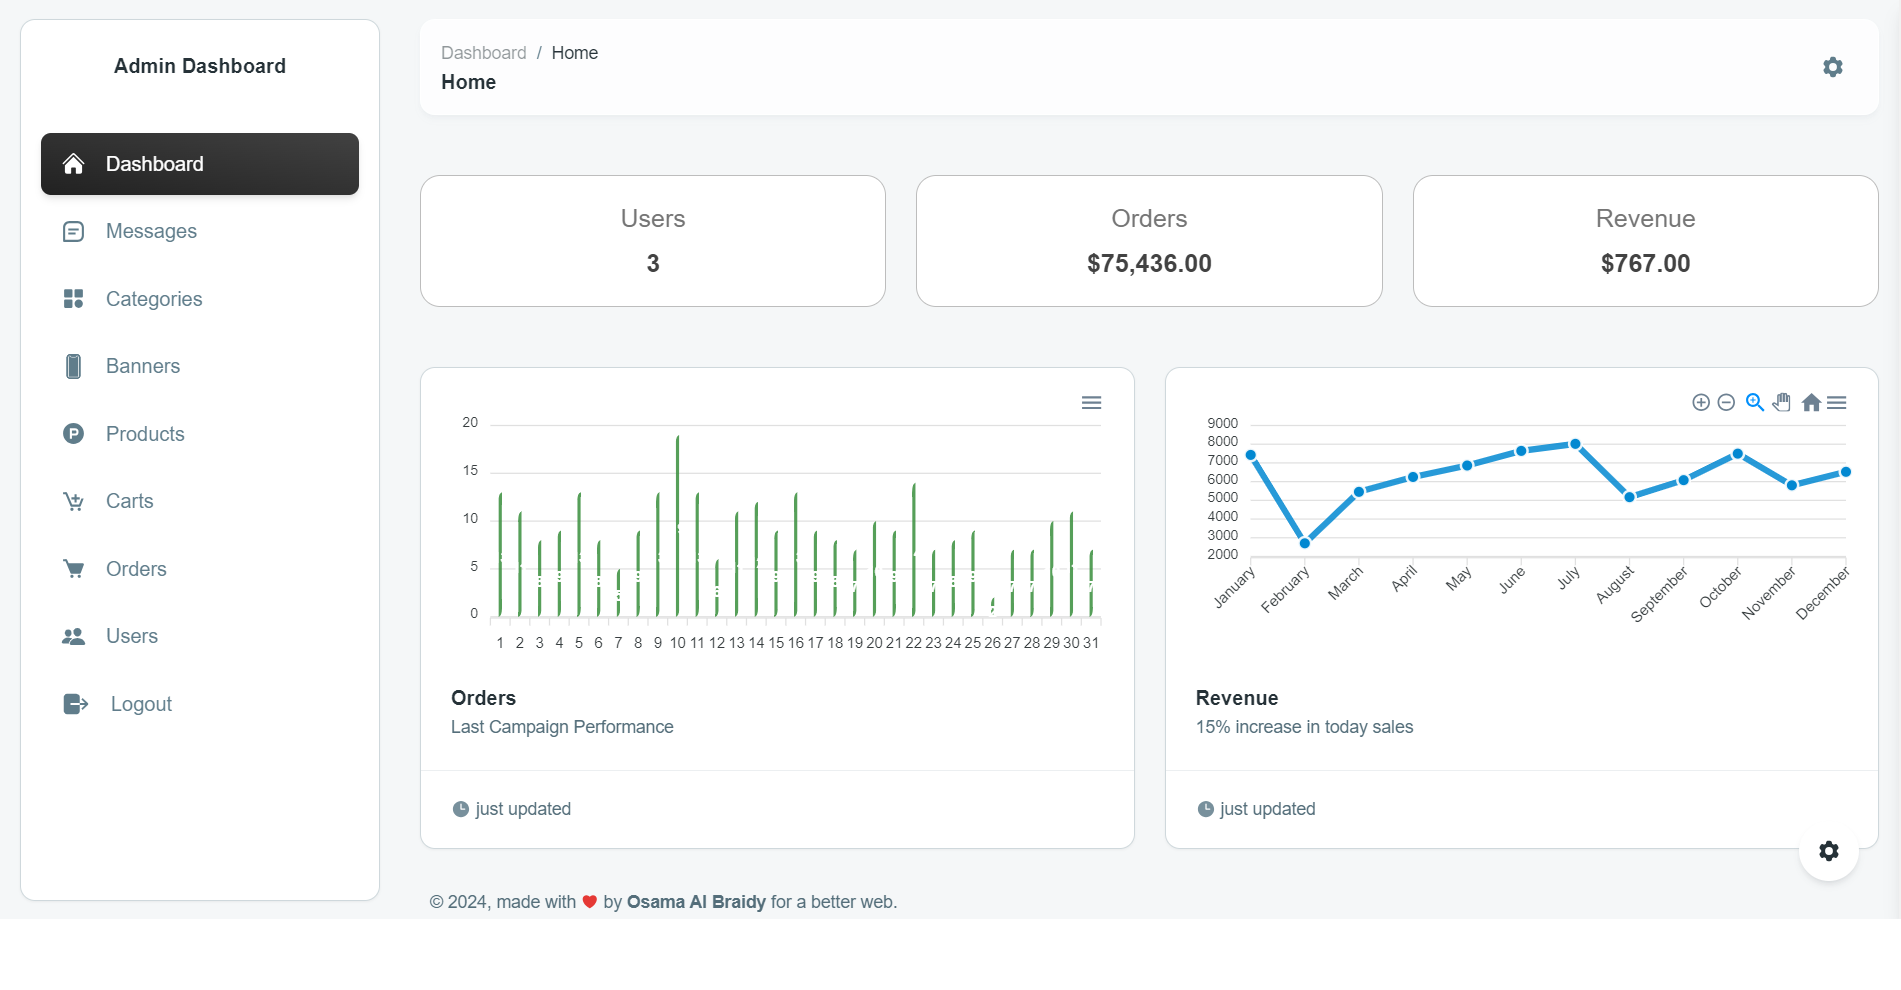 Admin Dashboard
Dashboard
Messages
Categories
Banners
Products
Carts
Orders
Users
Logout
Dashboard / Home
Home
Users
3
Orders
$75,436.00
Revenue
$767.00
20
15
10
5
0
1 2 3 4 5 6 7 8 9 10 11 12 13 14 15 16 17 18 19 20 21 22 23 24 25 26 27 28 29 30 31
Orders
Last Campaign Performance
just updated
9000
8000
7000
6000
5000
4000
3000
2000
January February March April May June July August September October November December
Revenue
15% increase in today sales
just updated
© 2024, made with by Osama Al Braidy for a better web.